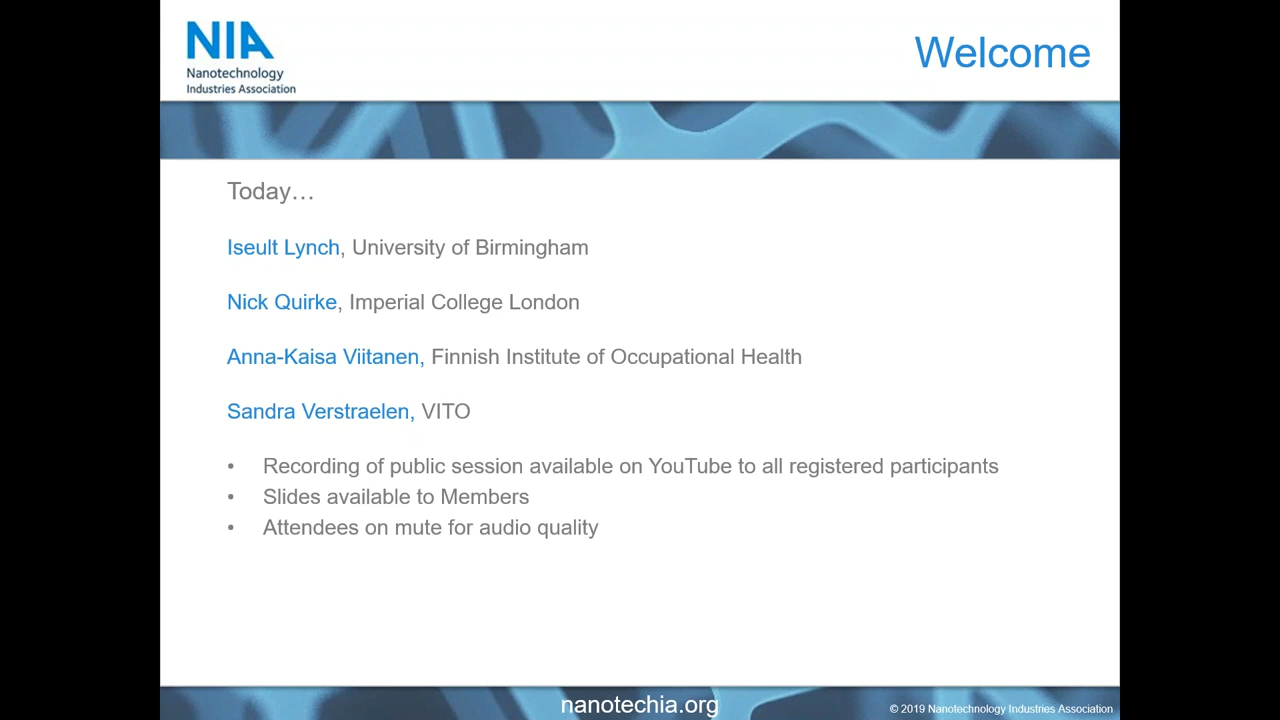 NIA
Nanotechnology
Industries Association
Welcome
Today…
Iseult Lynch, University of Birmingham
Nick Quirke, Imperial College London
Anna-Kaisa Viitanen, Finnish Institute of Occupational Health
Sandra Verstraelen, VITO
• Recording of public session available on YouTube to all registered participants
• Slides available to Members
• Attendees on mute for audio quality
nanotechia.org
© 2019 Nanotechnology Industries Association